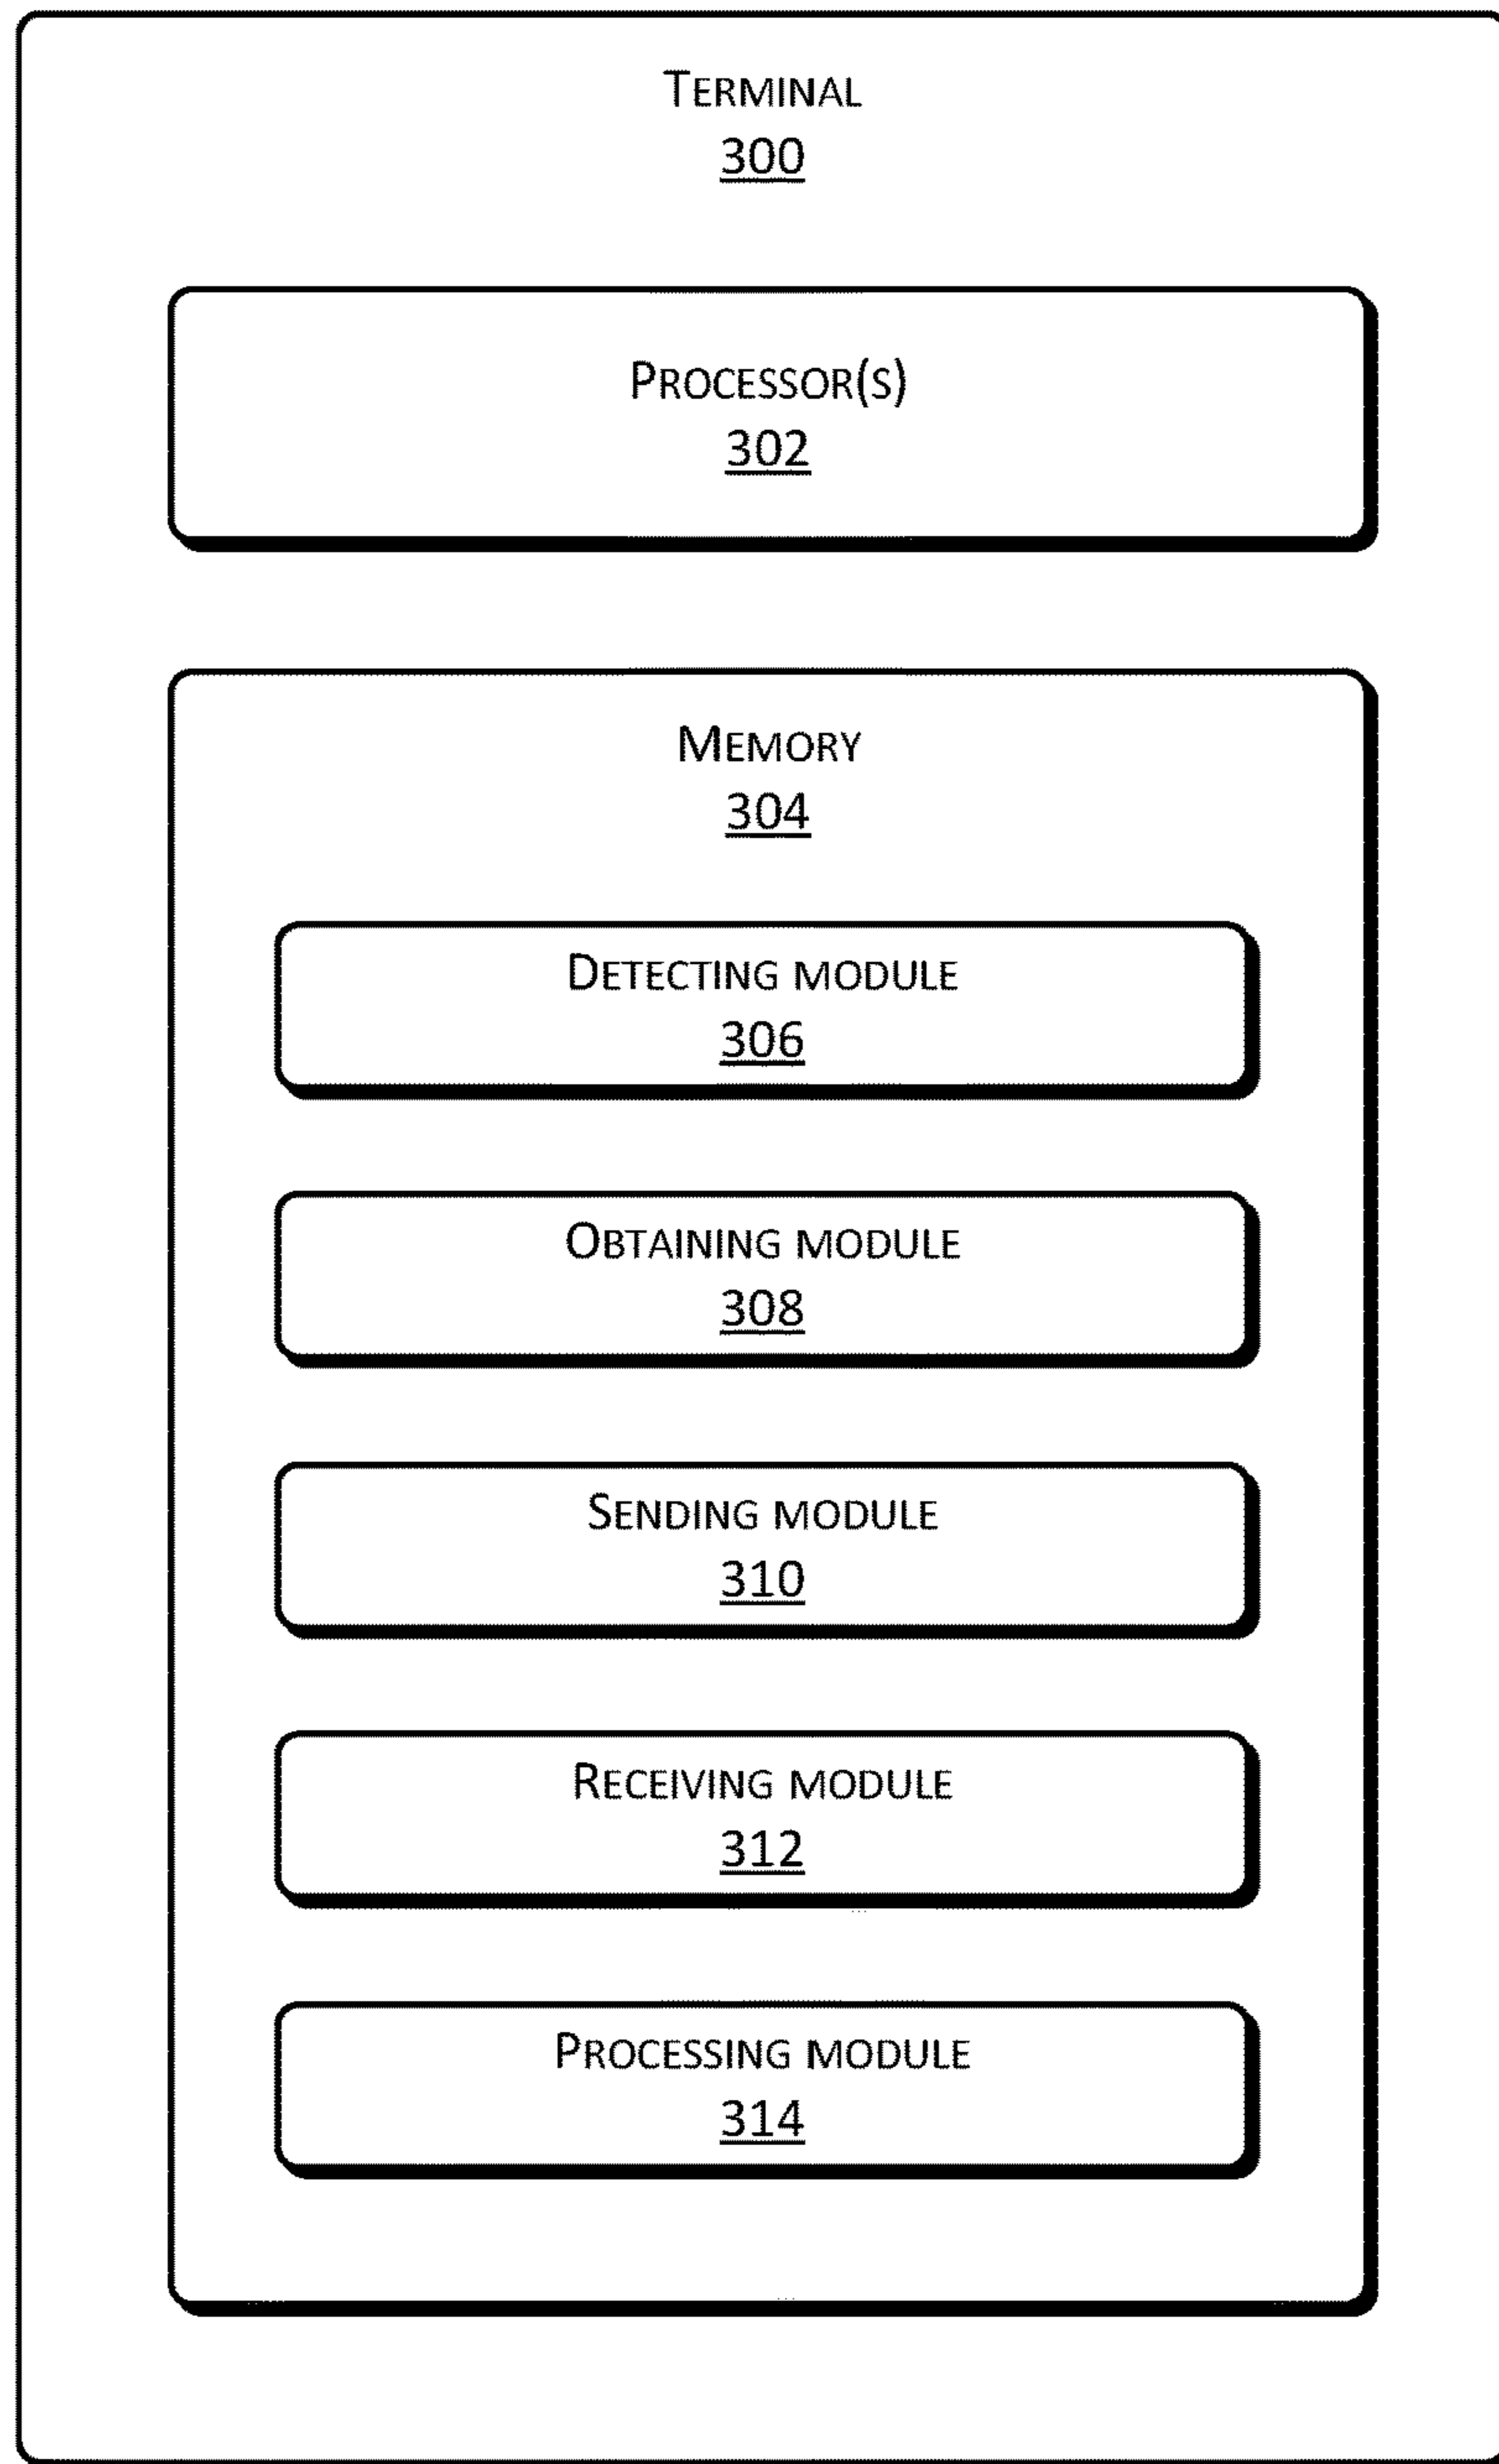 TERMINAL
300
PROCESSOR(S)
302
MEMORY
304
DETECTING MODULE
306
OBTAINING MODULE
308
SENDING MODULE
310
RECEIVING MODULE
312
PROCESSING MODULE
314